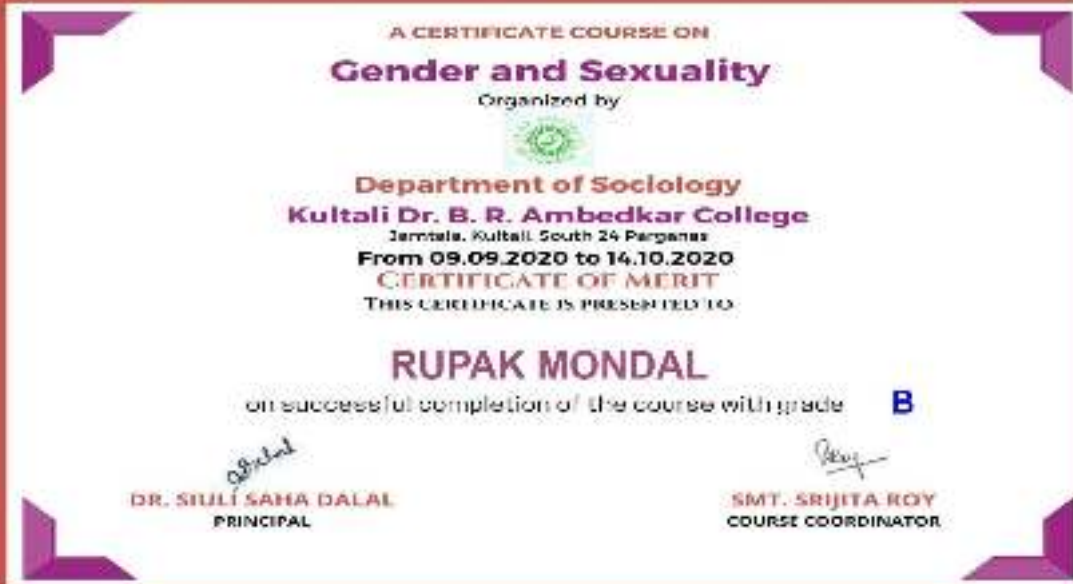 A CERTIFICATE COURSE ON
Gender and Sexuality
Organized by
Department of Sociology
Kultali Dr. B. R. Ambedkar College
Jamtala, Kultali, South 24 Parganas
From 09.09.2020 to 14.10.2020
CERTIFICATE OF MERIT
THIS CERTIFICATE IS PRESENTED TO
RUPAK MONDAL
on successful completion of the course with grade B
DR. SIULI SAHA DALAL
PRINCIPAL
SMT. SRIJITA ROY
COURSE COORDINATOR